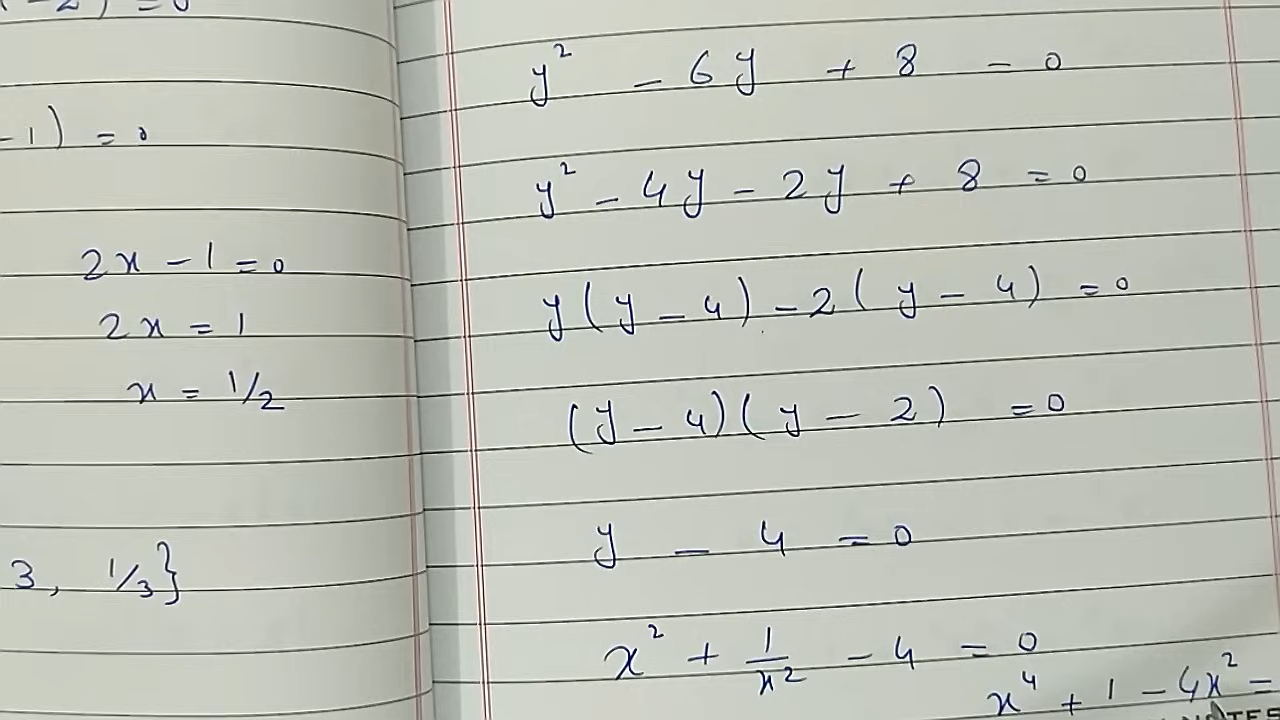 -1) = 0
2x - 1 = 0
2x = 1
x = 1/2
3, 1/3}
y² - 6y + 8 - 0
y² - 4y - 2y + 8 = 0
y(y - 4) - 2(y - 4) = 0
(y - 4)(y - 2) = 0
y - 4 = 0
x² + 1/x² - 4 = 0
x⁴ + 1 - 4x² =